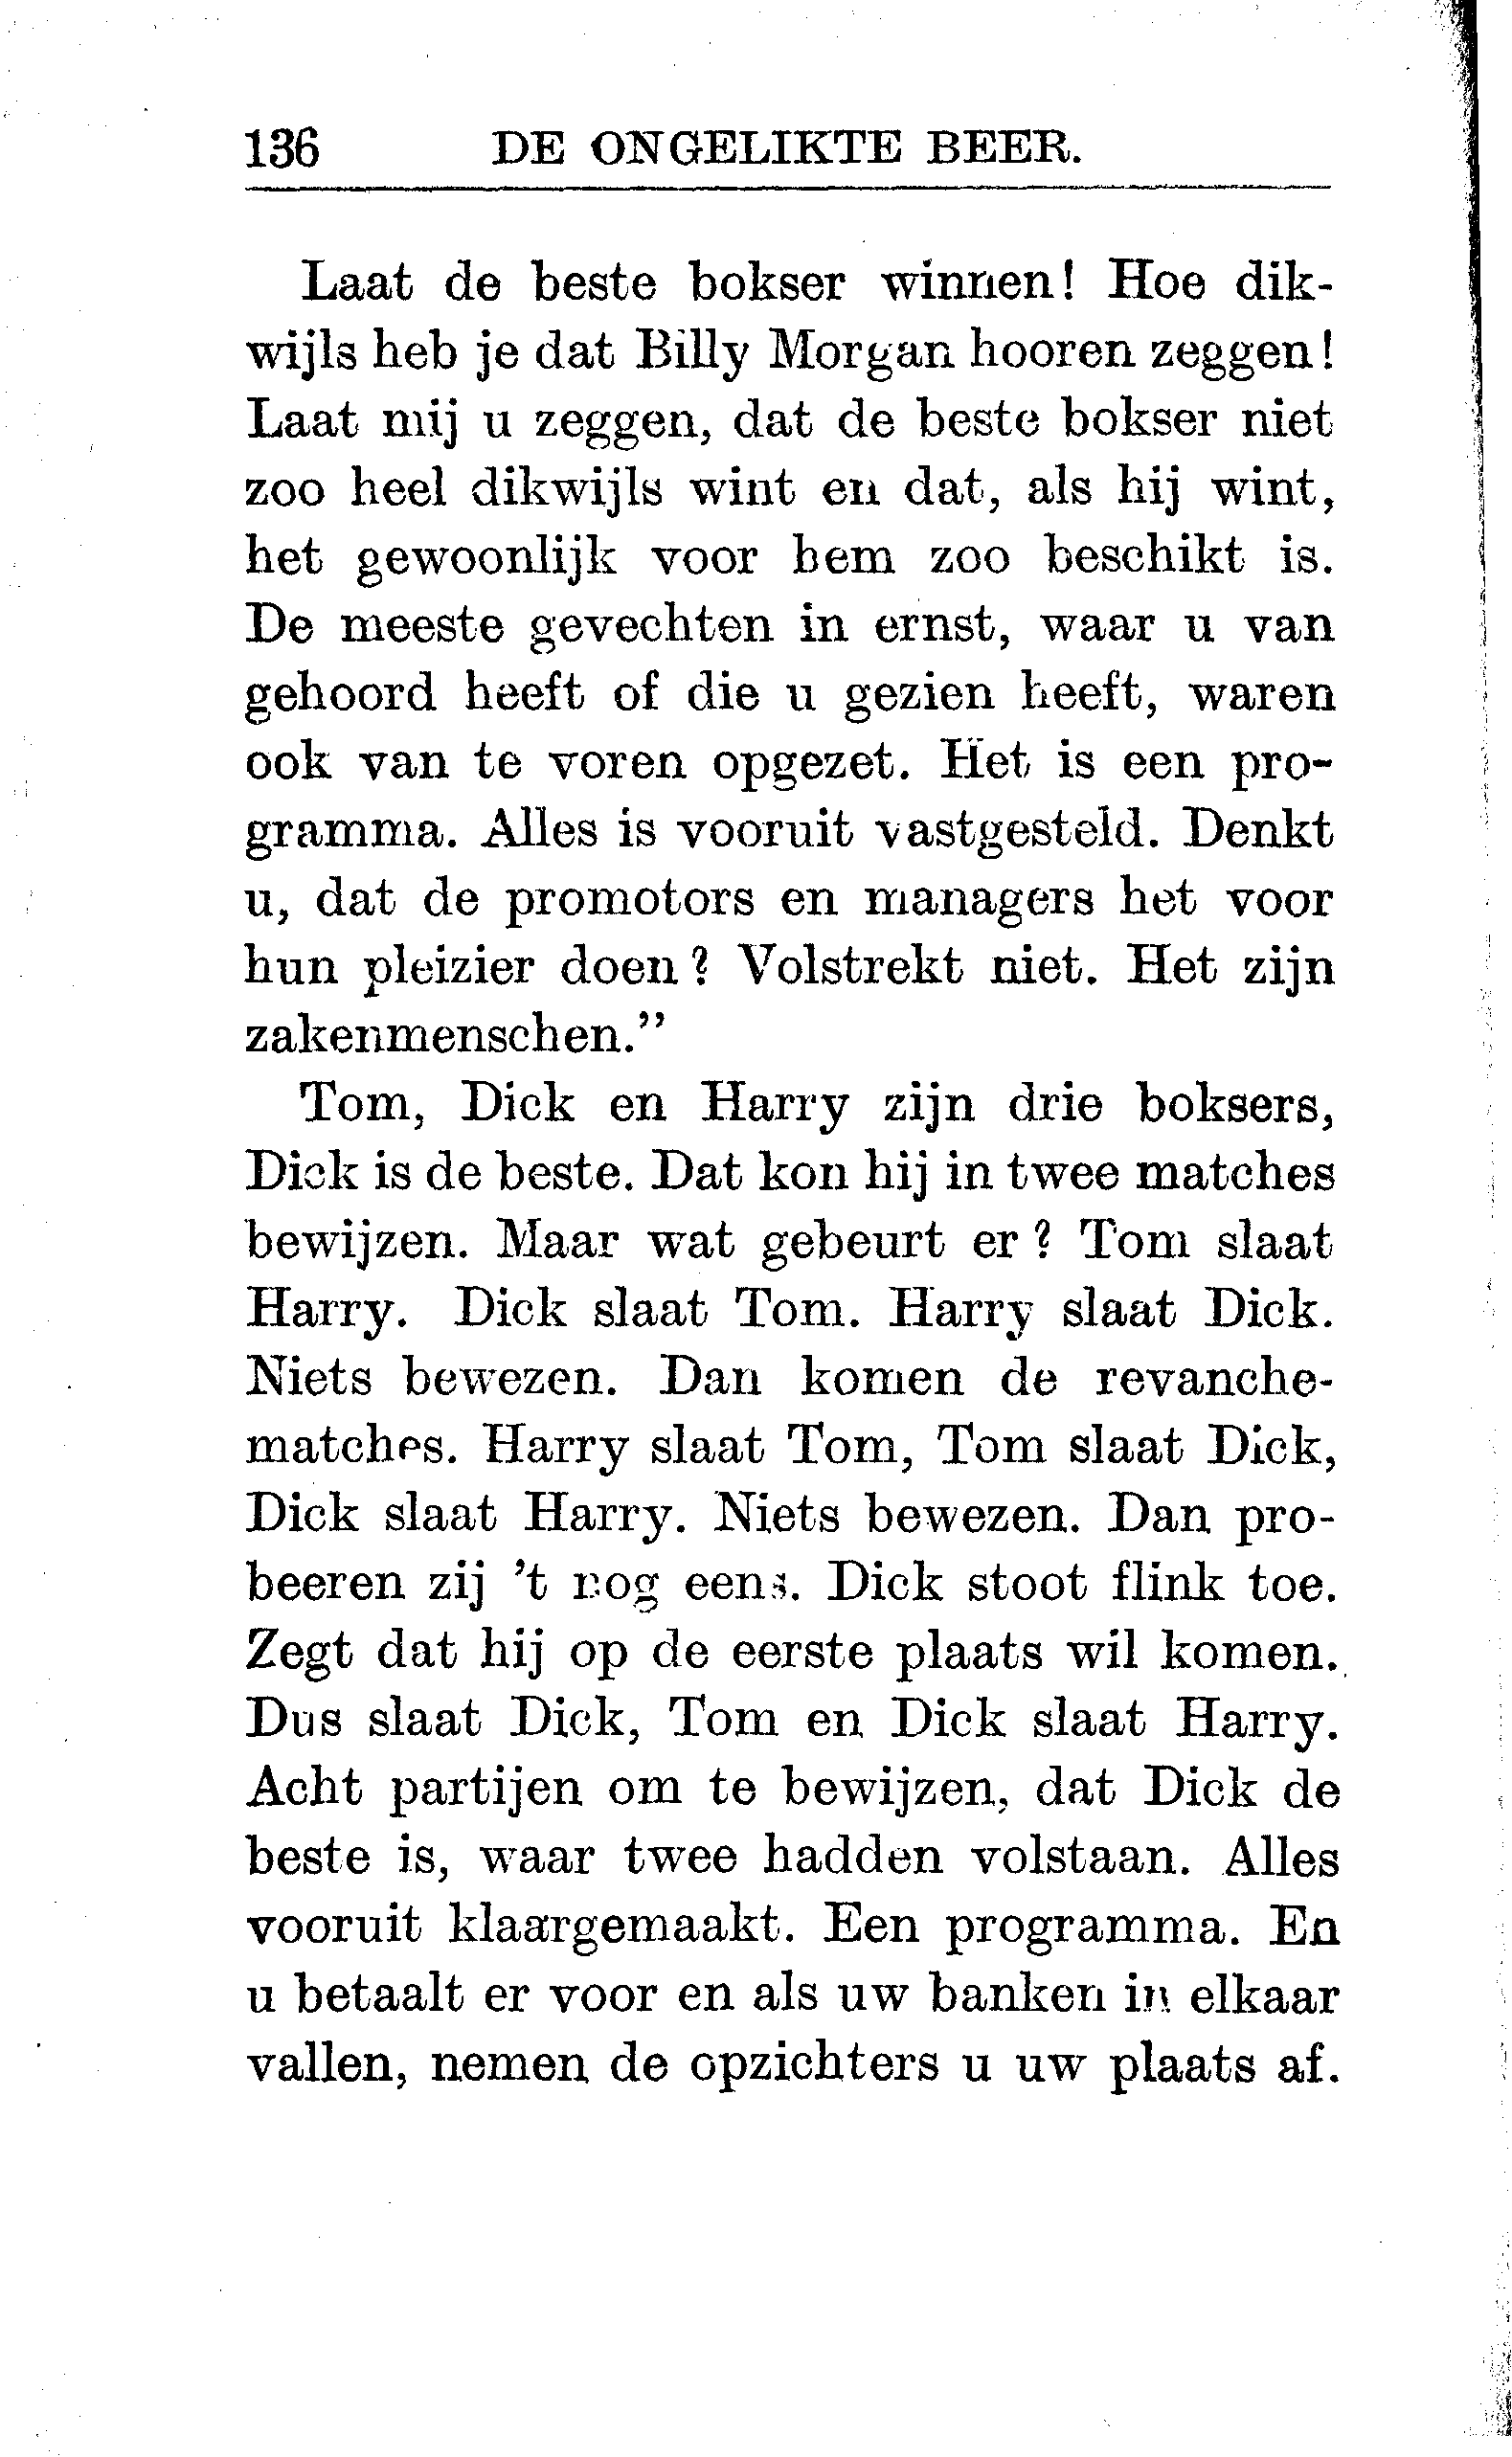 136 DE ONGELIKTE BEER.
Laat de beste bokser winnen! Hoe dik-
wijls heb je dat Billy Morgan hooren zeggen!
Laat mij u zeggen, dat de beste bokser niet
zoo heel dikwijls wint en dat, als hij wint,
het gewoonlijk voor hem zoo beschikt is.
De meeste gevechten in ernst, waar u van
gehoord heeft of die u gezien heeft, waren
ook van te voren opgezet. Het is een pro-
gramma. Alles is vooruit vastgesteld. Denkt
u, dat de promotors en managers het voor
hun pleizier doen? Volstrekt niet. Het zijn
zakenmenschen.”
Tom, Dick en Harry zijn drie boksers,
Dick is de beste. Dat kon hij in twee matches
bewijzen. Maar wat gebeurt er? Tom slaat
Harry. Dick slaat Tom. Harry slaat Dick.
Niets bewezen. Dan komen de revanche-
matches. Harry slaat Tom, Tom slaat Dick,
Dick slaat Harry. Niets bewezen. Dan pro-
beeren zij ’t nog eens. Dick stoot flink toe.
Zegt dat hij op de eerste plaats wil komen.
Dus slaat Dick, Tom en Dick slaat Harry.
Acht partijen om te bewijzen, dat Dick de
beste is, waar twee hadden volstaan. Alles
vooruit klaargemaakt. Een programma. En
u betaalt er voor en als uw banken in elkaar
vallen, nemen de opzichters u uw plaats af.